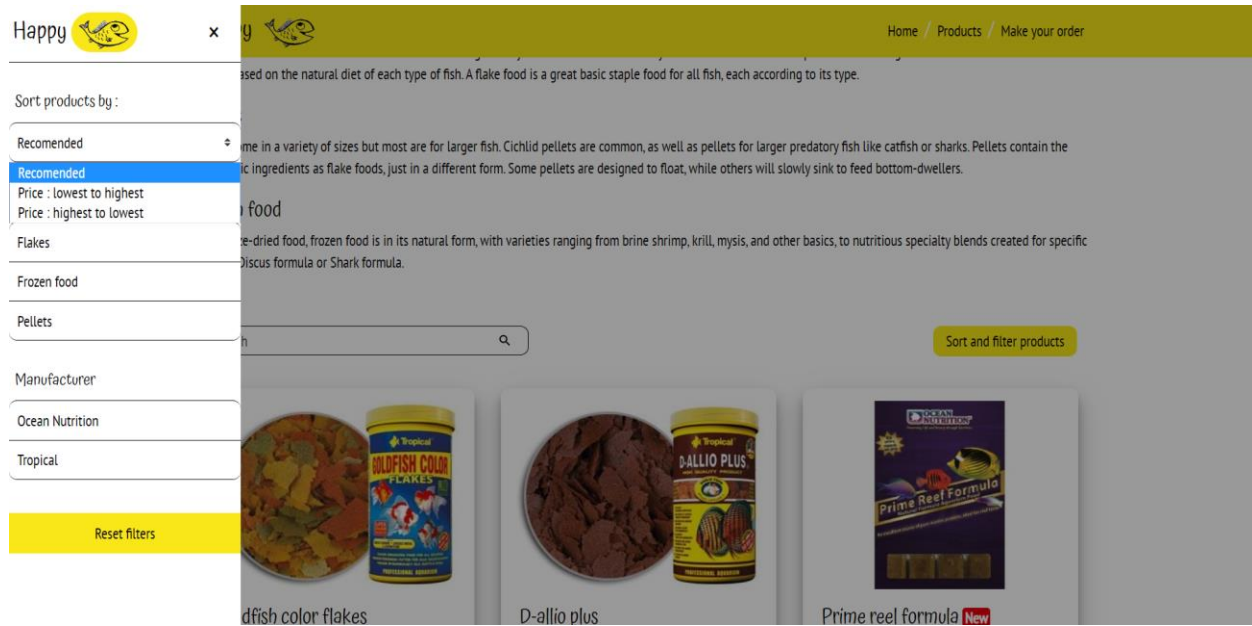 Happy
×
Sort products by :
Recomended
Recomended
Price : lowest to highest
Price : highest to lowest
Flakes
Frozen food
Pellets
Manufacturer
Ocean Nutrition
Tropical
Reset filters
Home / Products / Make your order
based on the natural diet of each type of fish. A flake food is a great basic staple food for all fish, each according to its type.
ome in a variety of sizes but most are for larger fish. Cichlid pellets are common, as well as pellets for larger predatory fish like catfish or sharks. Pellets contain the
ic ingredients as flake foods, just in a different form. Some pellets are designed to float, while others will slowly sink to feed bottom-dwellers.
food
ze-dried food, frozen food is in its natural form, with varieties ranging from brine shrimp, krill, mysis, and other basics, to nutritious specialty blends created for specific
Discus formula or Shark formula.
Sort and filter products
Tropical
GOLDFISH COLOR
FLAKES
PROFESSIONAL AQUARIUM
Tropical
D-ALLIO PLUS
PROFESSIONAL AQUARIUM
OCEAN
NUTRITION
Prime Reef Formula
dfish color flakes
D-allio plus
Prime reel formula New